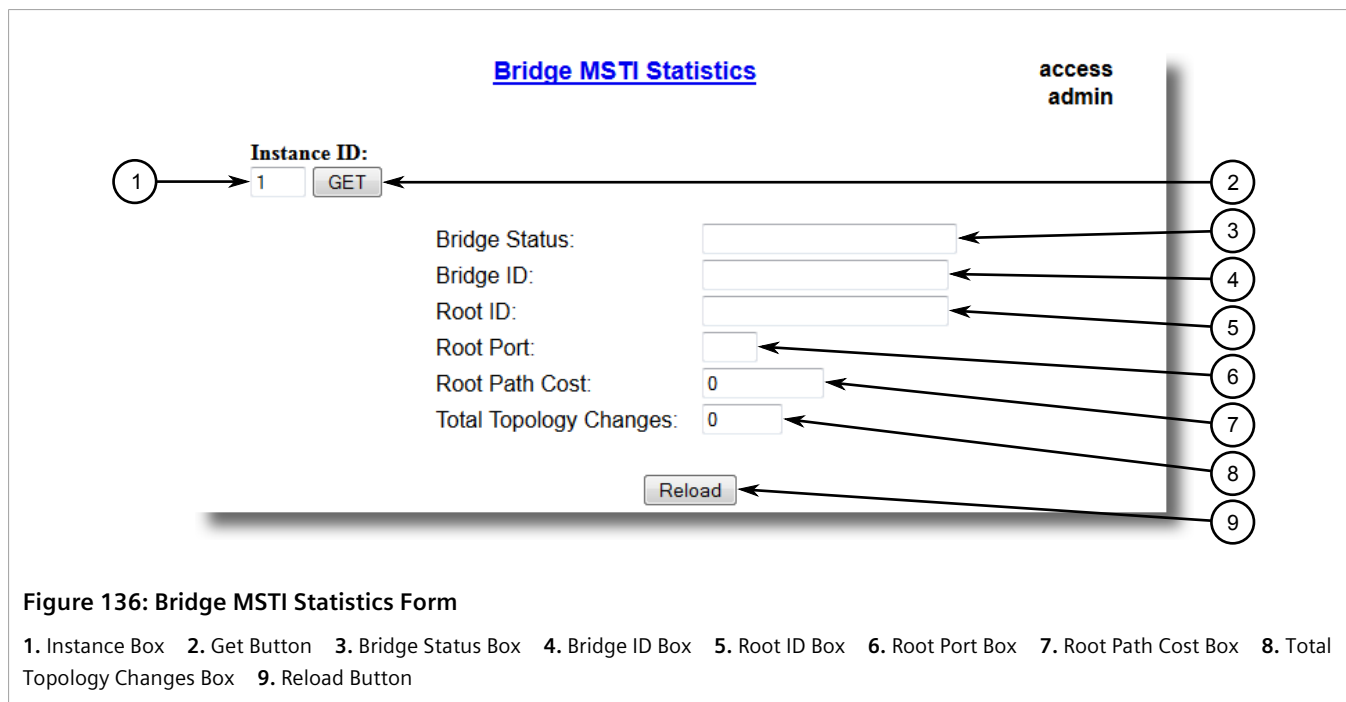 Bridge MSTI Statistics
access
admin
Instance ID:
1 GET
1
2
Bridge Status:
3
Bridge ID:
4
Root ID:
5
Root Port:
6
Root Path Cost: 0
7
Total Topology Changes: 0
8
Reload
9
Figure 136: Bridge MSTI Statistics Form
1. Instance Box 2. Get Button 3. Bridge Status Box 4. Bridge ID Box 5. Root ID Box 6. Root Port Box 7. Root Path Cost Box 8. Total
Topology Changes Box 9. Reload Button